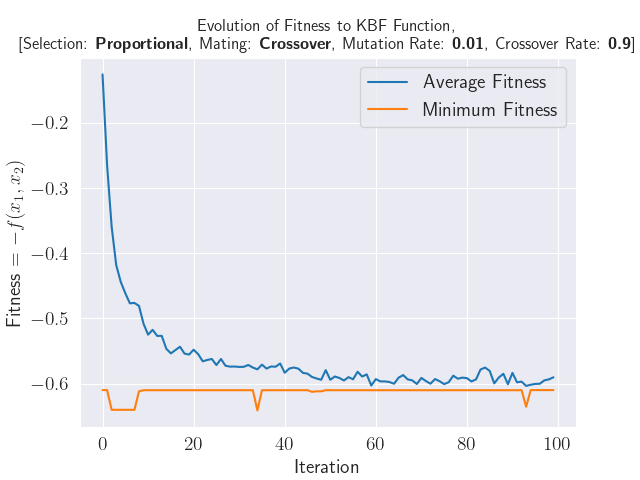 Evolution of Fitness to KBF Function,
[Selection: Proportional, Mating: Crossover, Mutation Rate: 0.01, Crossover Rate: 0.9]
Average Fitness
Minimum Fitness
−0.2
−0.3
−0.4
−0.5
−0.6
Fitness = −f(x₁, x₂)
0 20 40 60 80 100
Iteration